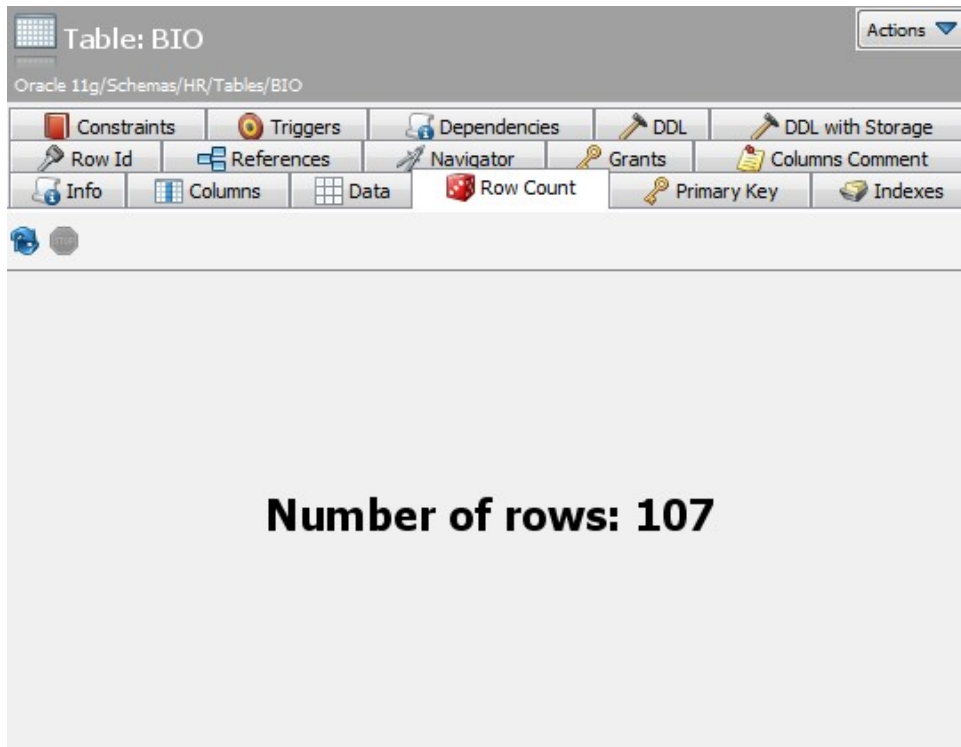 Table: BIO
Actions
Oracle 11g/Schemas/HR/Tables/BIO
Constraints Triggers Dependencies DDL DDL with Storage
Row Id References Navigator Grants Columns Comment
Info Columns Data Row Count Primary Key Indexes
STOP
Number of rows: 107